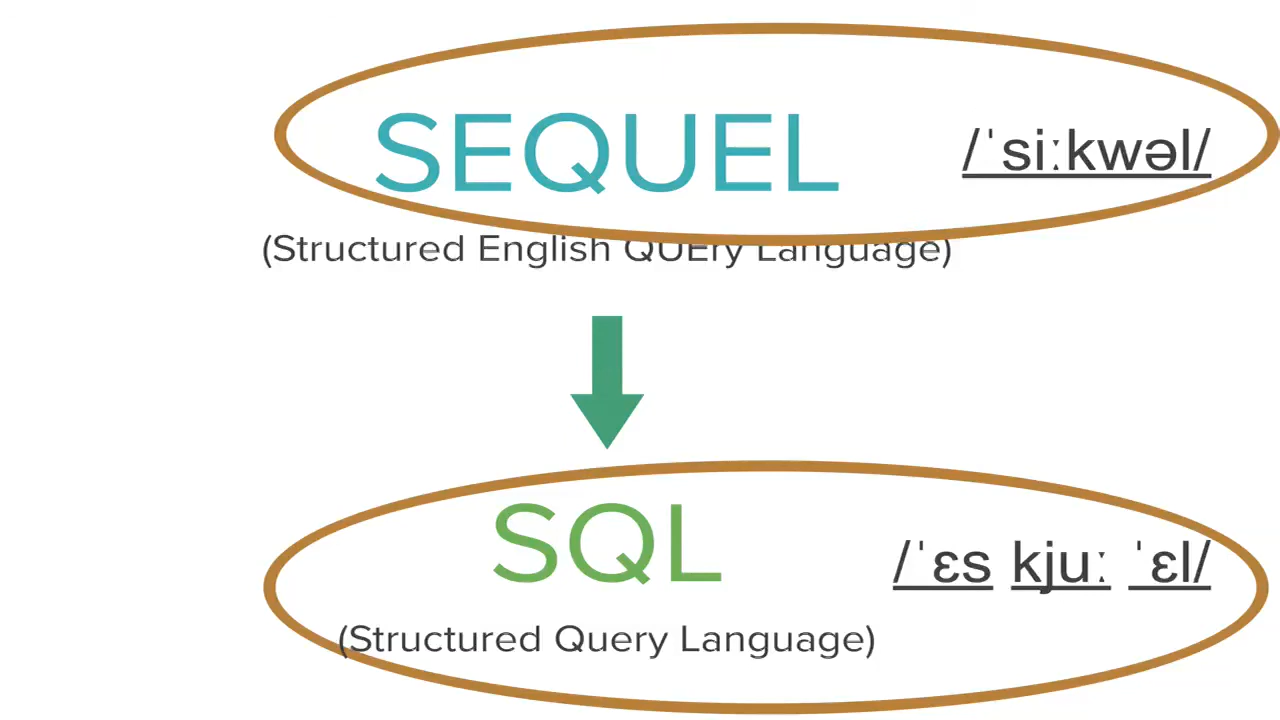 SEQUEL /ˈsiːkwəl/
(Structured English QUEry Language)
SQL /ˈɛs kjuː ˈɛl/
(Structured Query Language)